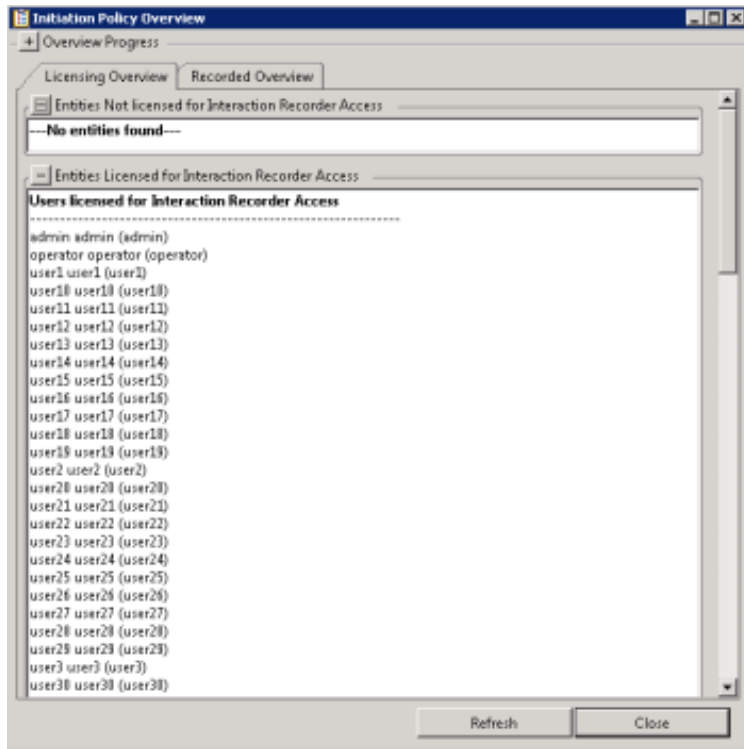 Initiation Policy Overview
Overview Progress
Licensing Overview
Recorded Overview
Entities Not licensed for Interaction Recorder Access
---No entities found---
Entities Licensed for Interaction Recorder Access
Users licensed for Interaction Recorder Access
----------------------------------------------------------------
admin admin (admin)
operator operator (operator)
user1 user1 (user1)
user10 user10 (user10)
user11 user11 (user11)
user12 user12 (user12)
user13 user13 (user13)
user14 user14 (user14)
user15 user15 (user15)
user16 user16 (user16)
user17 user17 (user17)
user18 user18 (user18)
user19 user19 (user19)
user2 user2 (user2)
user20 user20 (user20)
user21 user21 (user21)
user22 user22 (user22)
user23 user23 (user23)
user24 user24 (user24)
user25 user25 (user25)
user26 user26 (user26)
user27 user27 (user27)
user28 user28 (user28)
user29 user29 (user29)
user3 user3 (user3)
user30 user30 (user30)
Refresh
Close